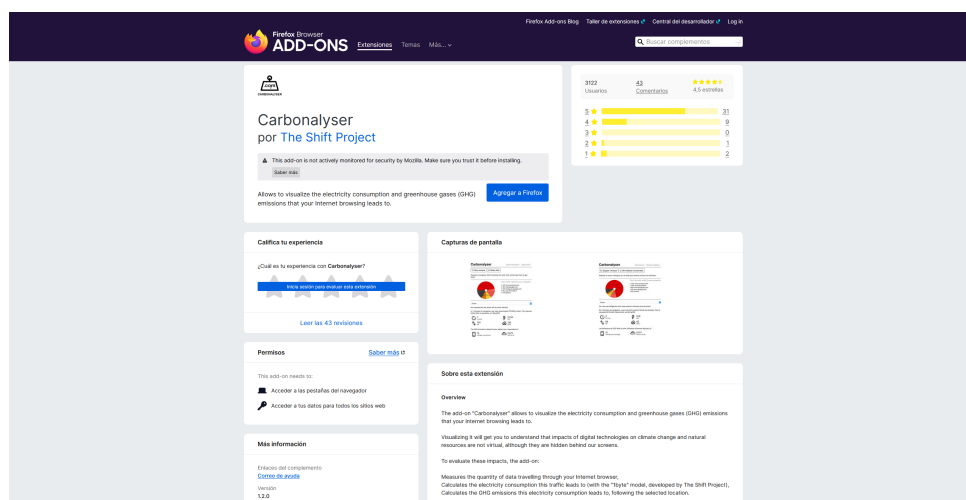 Firefox Add-ons Blog Taller de extensiones Central del desarrollador Log in
Firefox Browser
ADD-ONS
Extensiones Temas Más...
Buscar complementos
.com
CARBONALYSER
Carbonalyser
por The Shift Project
This add-on is not actively monitored for security by Mozilla. Make sure you trust it before installing.
Saber más
Allows to visualize the electricity consumption and greenhouse gases (GHG)
emissions that your Internet browsing leads to.
Agregar a Firefox
3122
Usuarios
43
Comentarios
4,5 estrellas
5 31
4 9
3 0
2 1
1 2
Califica tu experiencia
¿Cuál es tu experiencia con Carbonalyser?
Inicia sesión para evaluar esta extensión
Leer las 43 revisiones
Permisos
Saber más
This add-on needs to:
Acceder a las pestañas del navegador
Acceder a tus datos para todos los sitios web
Más información
Enlaces del complemento
Correo de ayuda
Versión
1.2.0
Capturas de pantalla
Carbonalyser
Carbonalyser
Sobre esta extensión
Overview
The add-on "Carbonalyser" allows to visualize the electricity consumption and greenhouse gases (GHG) emissions
that your Internet browsing leads to.
Visualizing it will get you to understand that impacts of digital technologies on climate change and natural
resources are not virtual, although they are hidden behind our screens.
To evaluate these impacts, the add-on:
Measures the quantity of data travelling through your Internet browser,
Calculates the electricity consumption this traffic leads to (with the "1byte" model, developed by The Shift Project),
Calculates the GHG emissions this electricity consumption leads to, following the selected location.